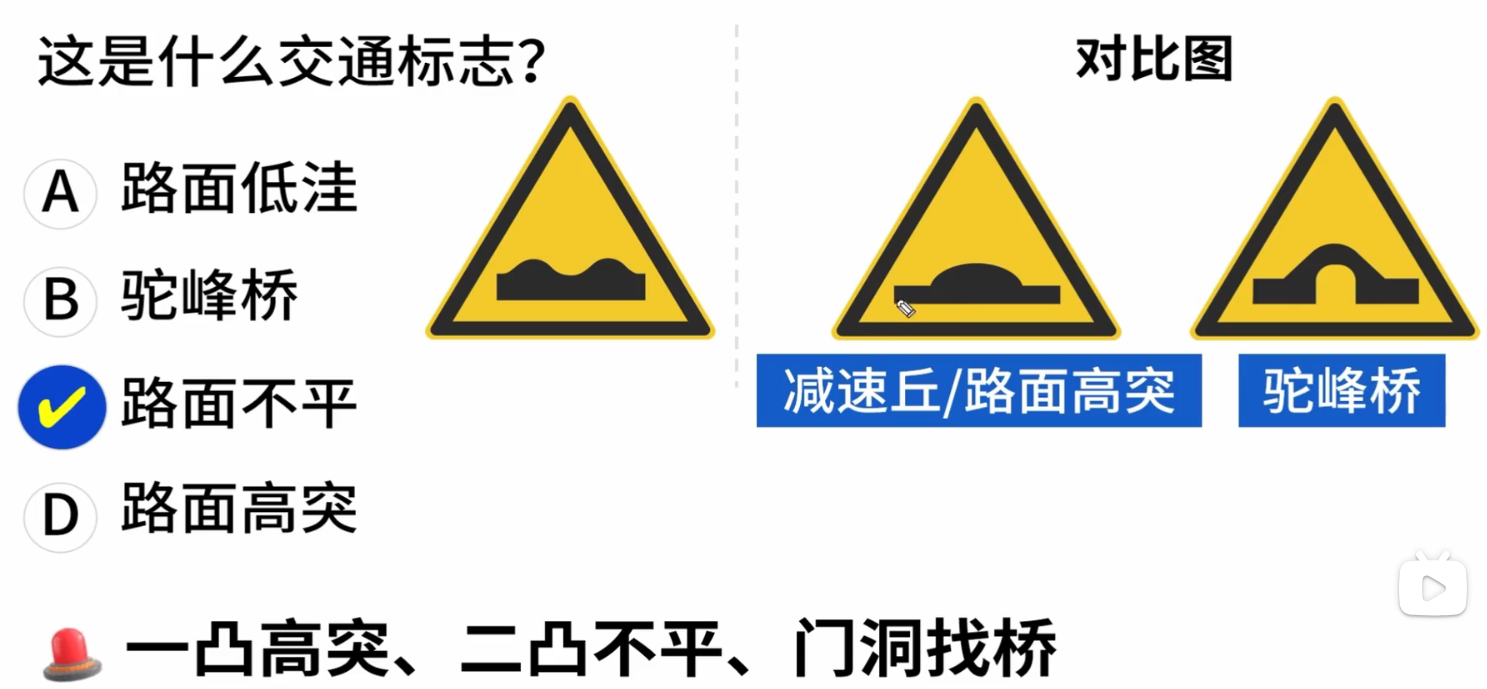 这是什么交通标志？
A 路面低洼
B 驼峰桥
路面不平
D 路面高突
对比图
减速丘/路面高突
驼峰桥
一凸高突、二凸不平、门洞找桥